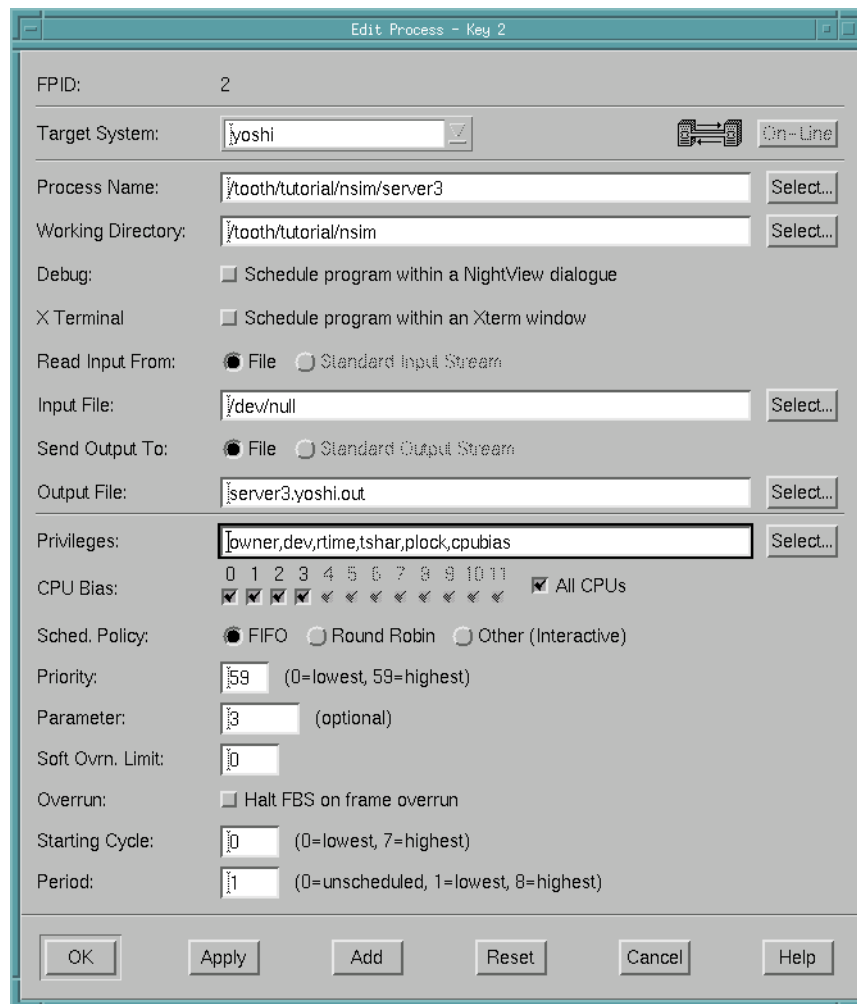 Edit Process - Key 2
FPID: 2
Target System: yoshi On-Line
Process Name: /tooth/tutorial/nsim/server3 Select...
Working Directory: /tooth/tutorial/nsim Select...
Debug: Schedule program within a NightView dialogue
X Terminal Schedule program within an Xterm window
Read Input From: File Standard Input Stream
Input File: /dev/null Select...
Send Output To: File Standard Output Stream
Output File: server3.yoshi.out Select...
Privileges: owner,dev,rtime,tshar,plock,cpubias Select...
0 1 2 3 4 5 6 7 8 9 10 11
CPU Bias: All CPUs
Sched. Policy: FIFO Round Robin Other (Interactive)
Priority: 59 (0=lowest, 59=highest)
Parameter: 3 (optional)
Soft Ovrn. Limit: 0
Overrun: Halt FBS on frame overrun
Starting Cycle: 0 (0=lowest, 7=highest)
Period: 1 (0=unscheduled, 1=lowest, 8=highest)
OK Apply Add Reset Cancel Help